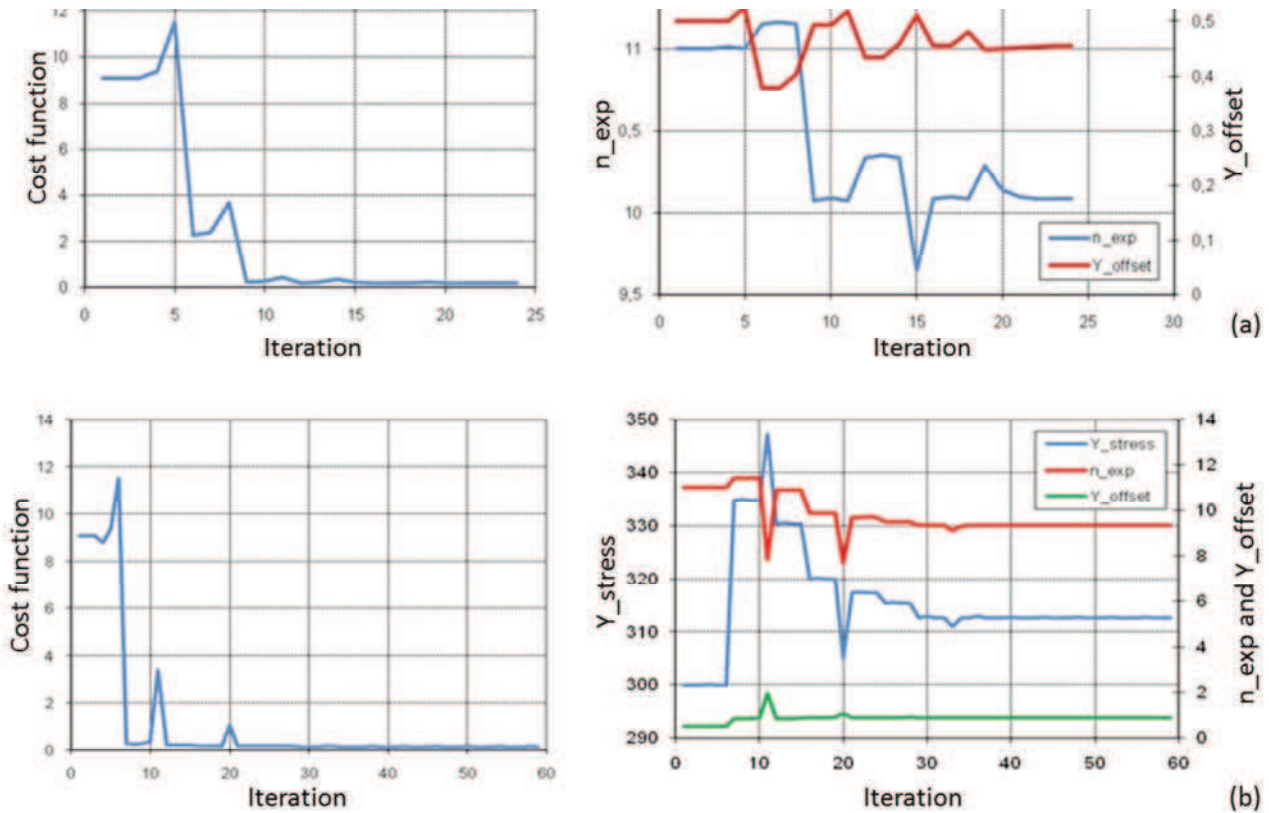 12
10
8
6
4
2
0
Cost function
0 5 10 15 20 25
Iteration
11
0,5
10
9,5
n_exp
0,5
0,4
0,3
0,2
0,1
0
Y_offset
n_exp
Y_offset
0 5 10 15 20 25 30
Iteration
(a)
14
12
10
8
6
4
2
0
Cost function
0 10 20 30 40 50 60
Iteration
350
340
330
320
310
300
290
Y_stress
14
12
10
8
6
4
2
0
n_exp and Y_offset
Y_stress
n_exp
Y_offset
0 10 20 30 40 50 60
Iteration
(b)